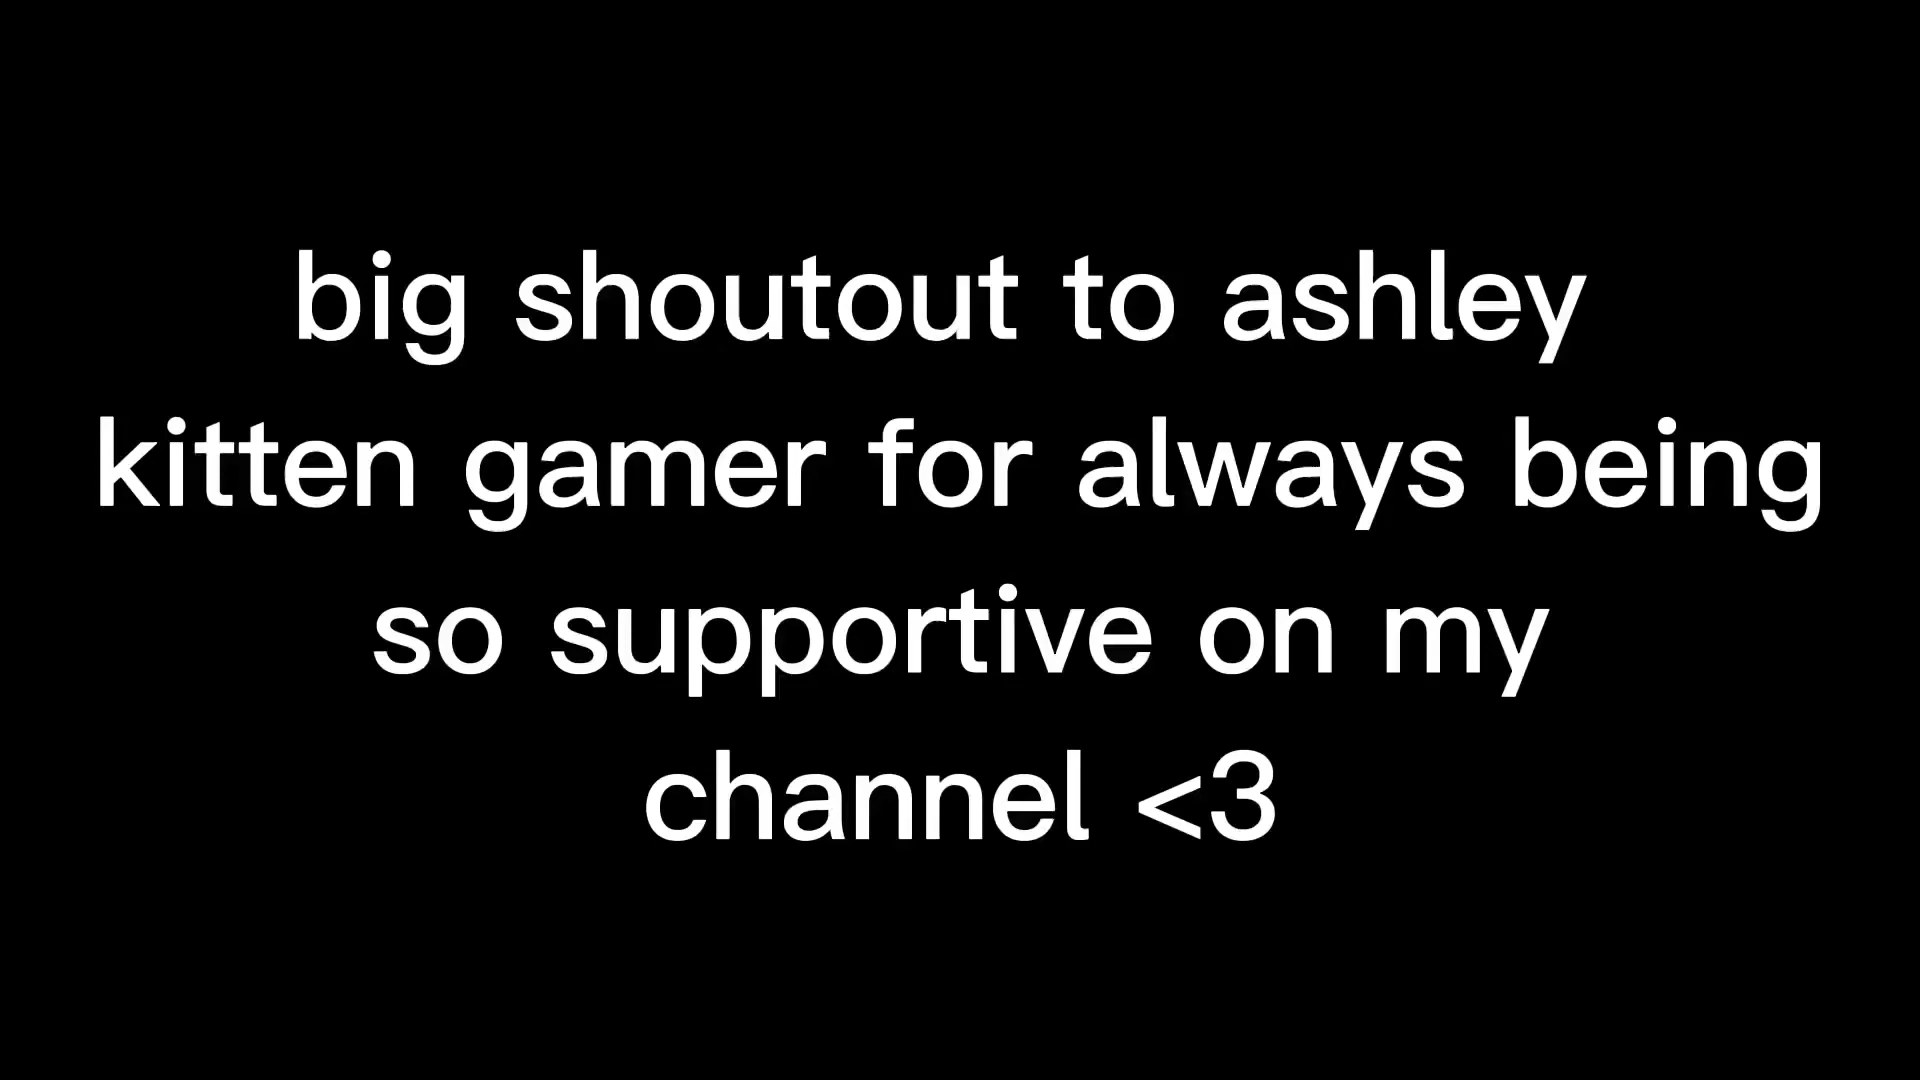 big shoutout to ashley
kitten gamer for always being
so supportive on my
channel <3